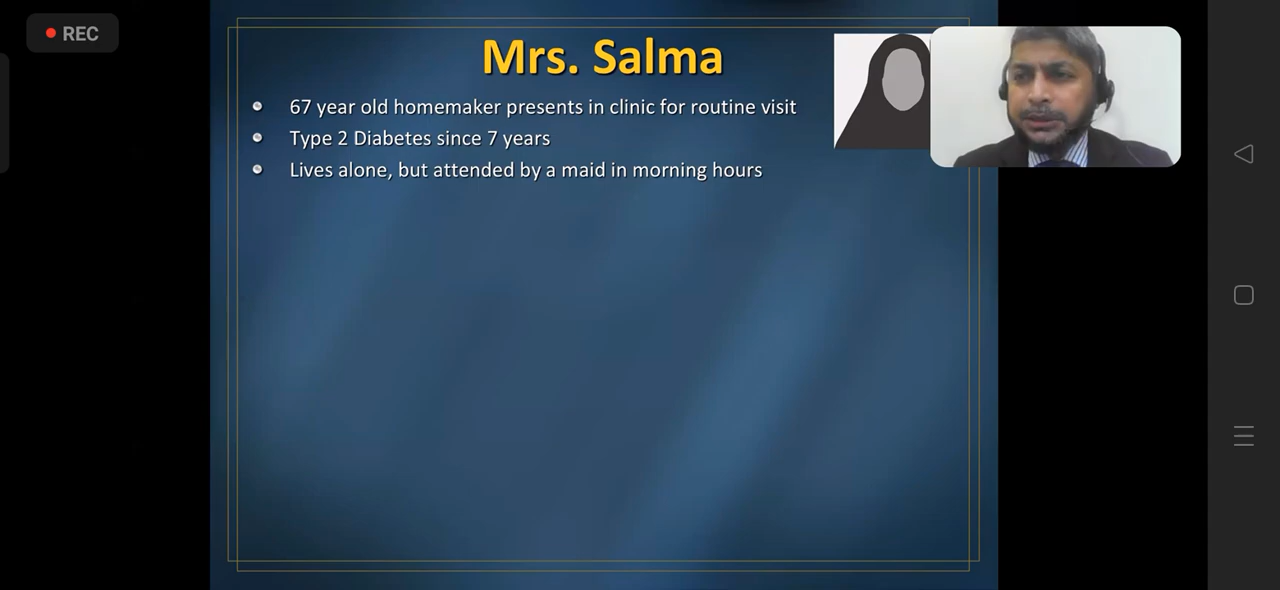 REC
Mrs. Salma
67 year old homemaker presents in clinic for routine visit
Type 2 Diabetes since 7 years
Lives alone, but attended by a maid in morning hours